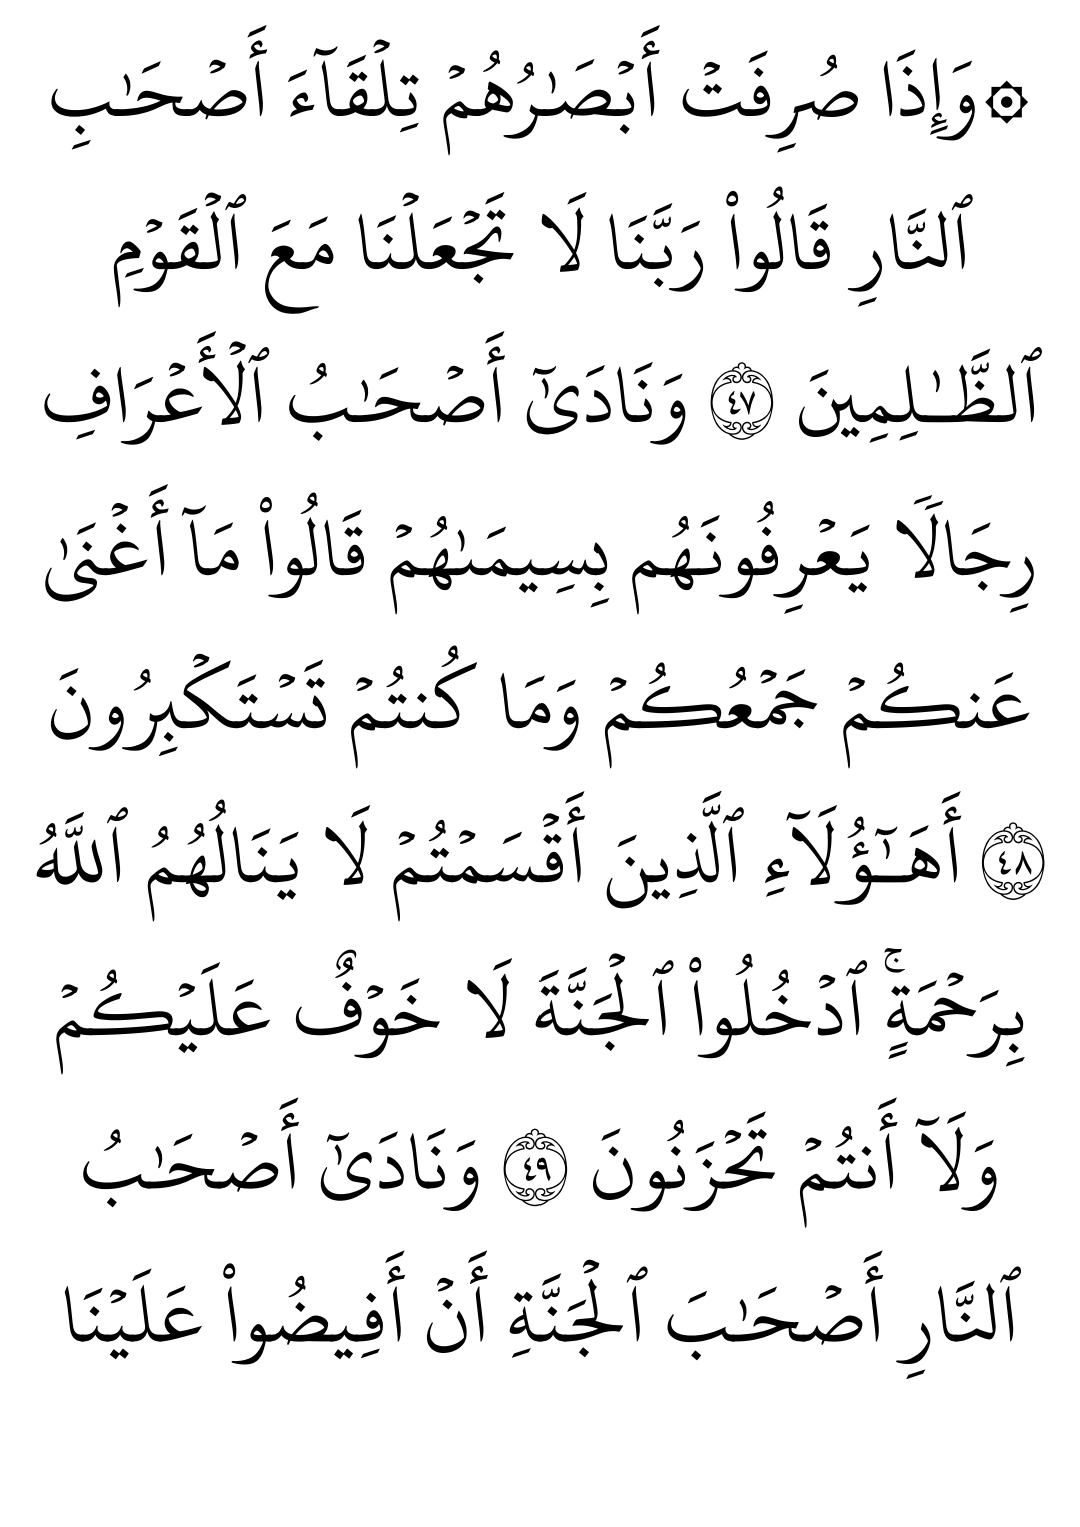 ۞ وَإِذَا صُرِفَتْ أَبْصَـٰرُهُمْ تِلْقَآءَ أَصْحَـٰبِ
ٱلنَّارِ قَالُوا۟ رَبَّنَا لَا تَجْعَلْنَا مَعَ ٱلْقَوْمِ
ٱلظَّـٰلِمِينَ ٤٧ وَنَادَىٰٓ أَصْحَـٰبُ ٱلْأَعْرَافِ
رِجَالًا يَعْرِفُونَهُم بِسِيمَىٰهُمْ قَالُوا۟ مَآ أَغْنَىٰ
عَنكُمْ جَمْعُكُمْ وَمَا كُنتُمْ تَسْتَكْبِرُونَ
٤٨ أَهَـٰٓؤُلَآءِ ٱلَّذِينَ أَقْسَمْتُمْ لَا يَنَالُهُمُ ٱللَّهُ
بِرَحْمَةٍ ۚ ٱدْخُلُوا۟ ٱلْجَنَّةَ لَا خَوْفٌ عَلَيْكُمْ
وَلَآ أَنتُمْ تَحْزَنُونَ ٤٩ وَنَادَىٰٓ أَصْحَـٰبُ
ٱلنَّارِ أَصْحَـٰبَ ٱلْجَنَّةِ أَنْ أَفِيضُوا۟ عَلَيْنَا